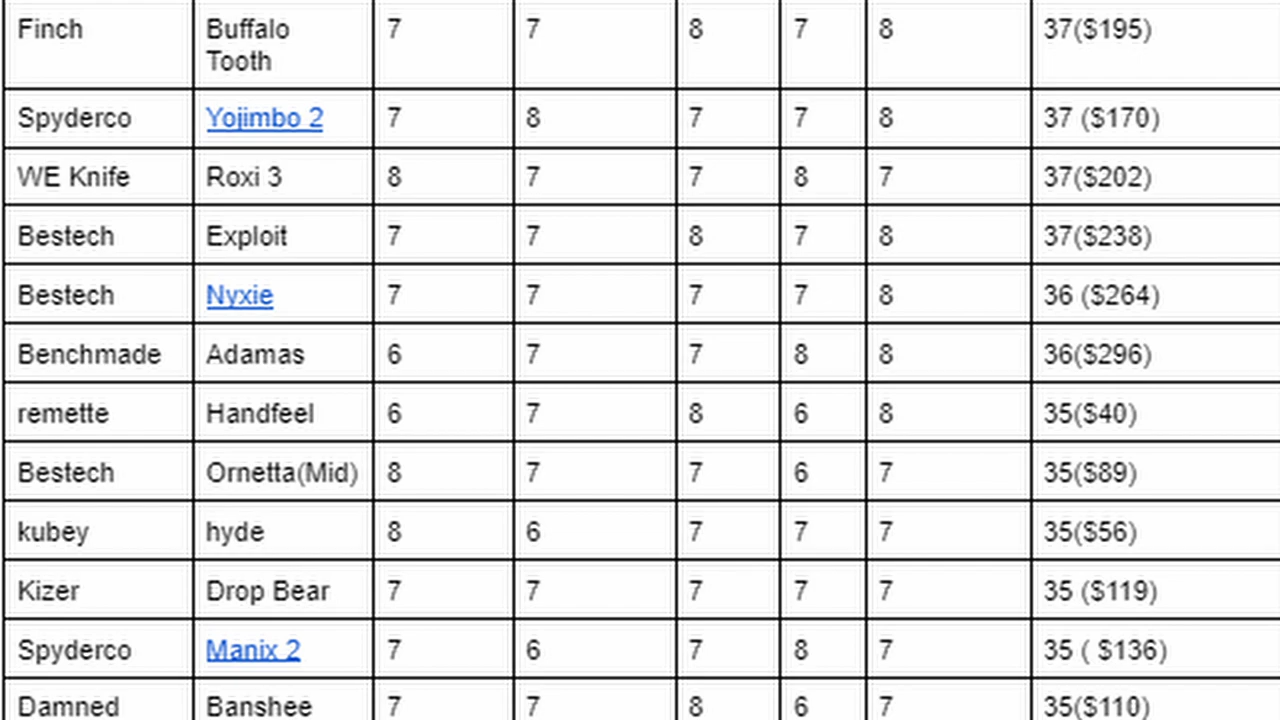 Finch Buffalo Tooth 7 7 8 7 8 37($195)
Spyderco Yojimbo 2 7 8 7 7 8 37 ($170)
WE Knife Roxi 3 8 7 7 8 7 37($202)
Bestech Exploit 7 7 8 7 8 37($238)
Bestech Nyxie 7 7 7 7 8 36 ($264)
Benchmade Adamas 6 7 7 8 8 36($296)
remette Handfeel 6 7 8 6 8 35($40)
Bestech Ornetta(Mid) 8 7 7 6 7 35($89)
kubey hyde 8 6 7 7 7 35($56)
Kizer Drop Bear 7 7 7 7 7 35 ($119)
Spyderco Manix 2 7 6 7 8 7 35 ( $136)
Damned Banshee 7 7 8 6 7 35($110)